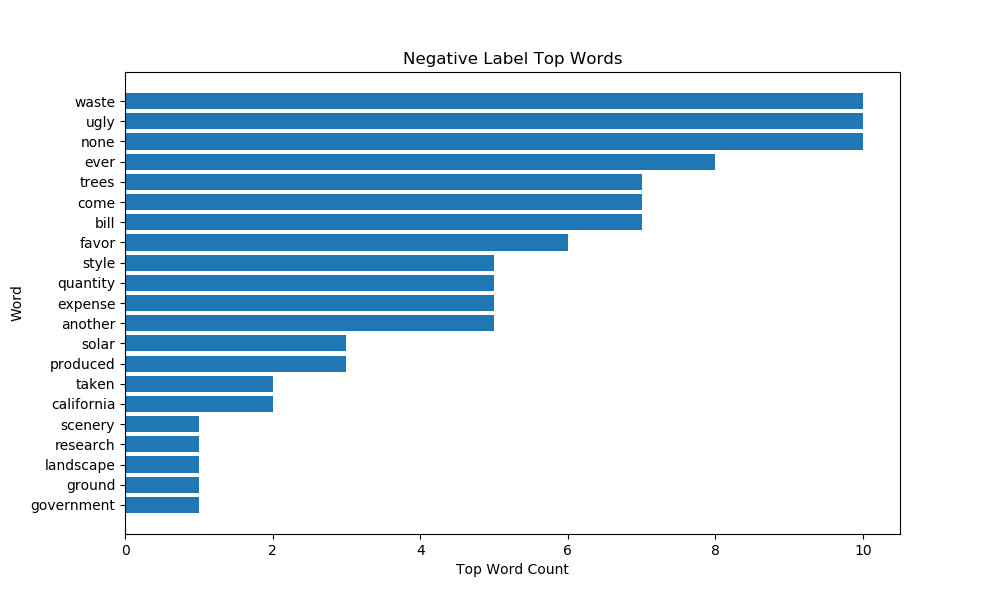 Negative Label Top Words
waste
ugly
none
ever
trees
come
bill
favor
style
quantity
expense
another
solar
produced
taken
california
scenery
research
landscape
ground
government
Word
0 2 4 6 8 10
Top Word Count